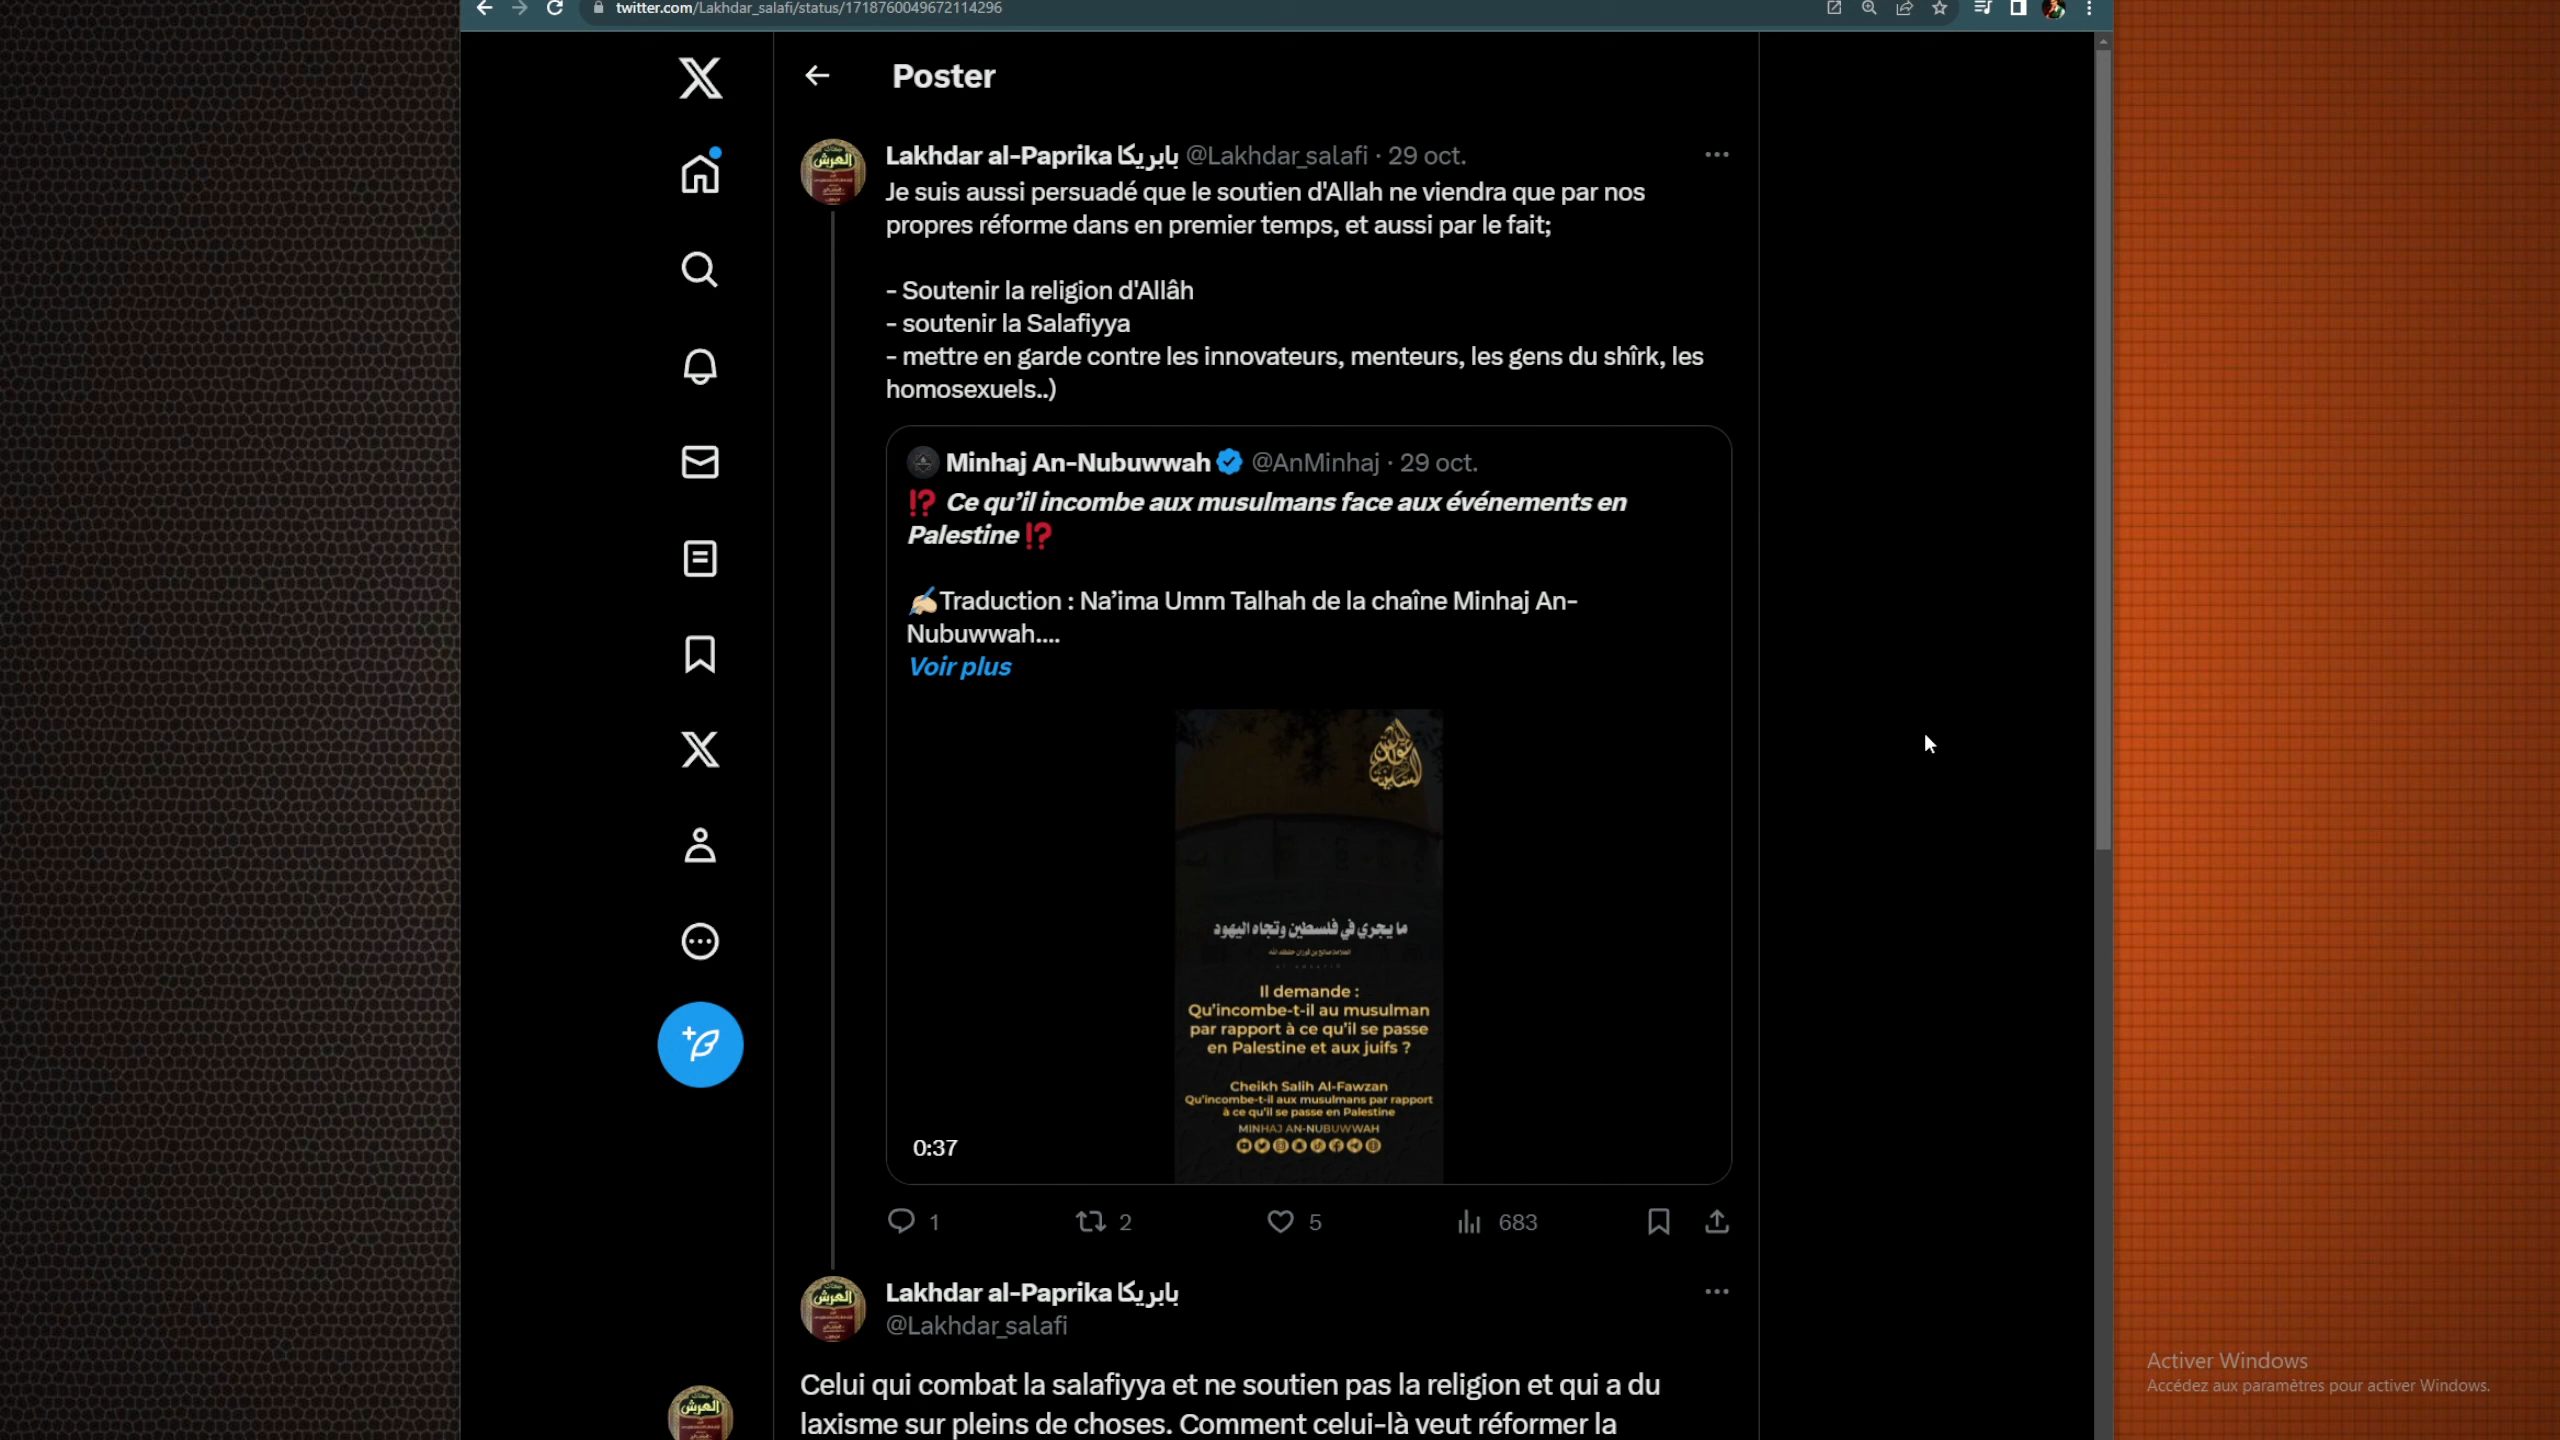 twitter.com/Lakhdar_salafi/status/1718760049672114296
Poster
Lakhdar al-Paprika بابريكا @Lakhdar_salafi · 29 oct.
Je suis aussi persuadé que le soutien d'Allah ne viendra que par nos
propres réforme dans en premier temps, et aussi par le fait;
- Soutenir la religion d'Allâh
- soutenir la Salafiyya
- mettre en garde contre les innovateurs, menteurs, les gens du shîrk, les
homosexuels..)
Minhaj An-Nubuwwah @AnMinhaj · 29 oct.
⁉️ Ce qu’il incombe aux musulmans face aux événements en
Palestine ⁉️
✍🏼Traduction : Na’ima Umm Talhah de la chaîne Minhaj An-
Nubuwwah....
Voir plus
ما يجري في فلسطين وتجاه اليهود
العلامة صالح بن فوزان حفظه الله
Il demande :
Qu’incombe-t-il au musulman
par rapport à ce qu’il se passe
en Palestine et aux juifs ?
Cheikh Salih Al-Fawzan
Qu’incombe-t-il aux musulmans par rapport
à ce qu’il se passe en Palestine
MINHAJ AN-NUBUWWAH
0:37
1 2 5 683
Lakhdar al-Paprika بابريكا
@Lakhdar_salafi
Celui qui combat la salafiyya et ne soutien pas la religion et qui a du
laxisme sur pleins de choses. Comment celui-là veut réformer la
العرش
Activer Windows
Accédez aux paramètres pour activer Windows.